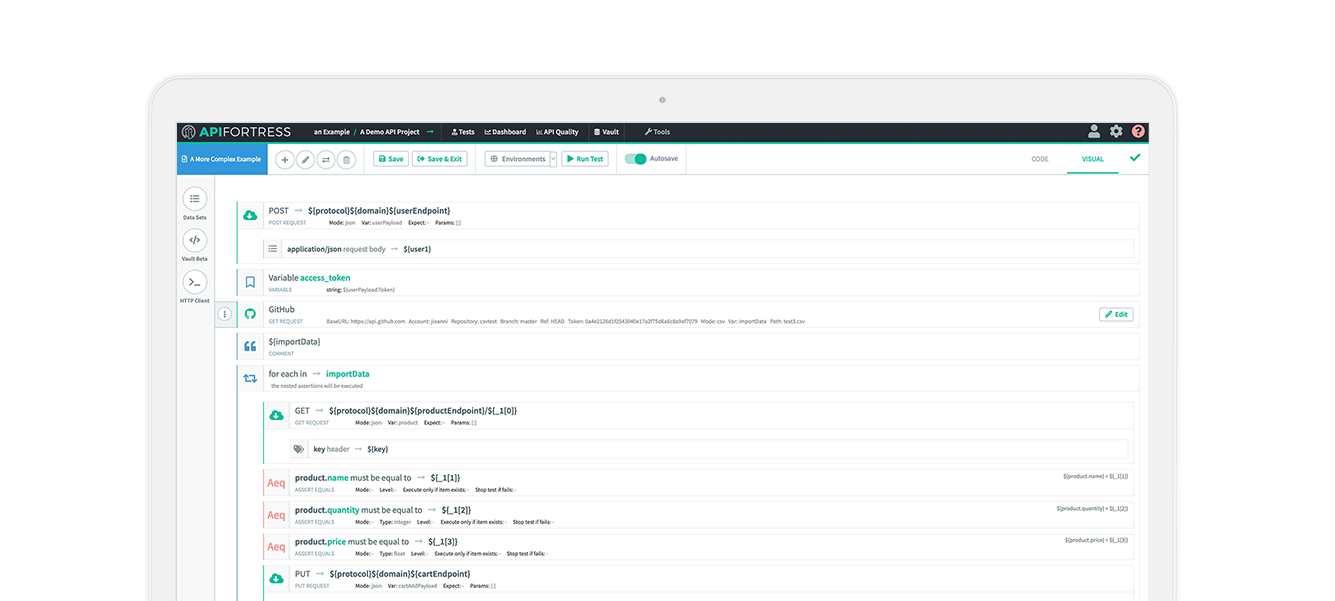 APIFORTRESS an Example / A Demo API Project → Tests Dashboard API Quality Vault Tools
A More Complex Example Save Save & Exit Environments Run Test Autosave CODE VISUAL
Data Sets
Vault Beta
HTTP Client
POST → ${protocol}${domain}${userEndpoint}
POST REQUEST Mode: json Var: userPayload Expect: - Params: [:]
application/json request body → ${user1}
Variable access_token
VARIABLE string: ${userPayload.Token}
GitHub
GET REQUEST BaseURL: https://api.github.com Account: jioanni Repository: csvtest Branch: master Ref: HEAD Token: Mode: csv Var: importData Path: test3.csv
Edit
${importData}
COMMENT
for each in → importData
the nested assertions will be executed
GET → ${protocol}${domain}${productEndpoint}/${_1[0]}
GET REQUEST Mode: json Var: product Expect: - Params: [:]
key header → ${key}
Aeq product.name must be equal to → ${_1[1]} ${product.name} = ${_1[1]}
ASSERT EQUALS Mode: - Level: - Execute only if item exists: - Stop test if fails: -
Aeq product.quantity must be equal to → ${_1[2]} ${product.quantity} = ${_1[2]}
ASSERT EQUALS Mode: - Type: integer Level: - Execute only if item exists: - Stop test if fails: -
Aeq product.price must be equal to → ${_1[3]} ${product.price} = ${_1[3]}
ASSERT EQUALS Mode: - Type: float Level: - Execute only if item exists: - Stop test if fails: -
PUT → ${protocol}${domain}${cartEndpoint}
PUT REQUEST Mode: json Var: cartAddPayload Expect: - Params: [:]